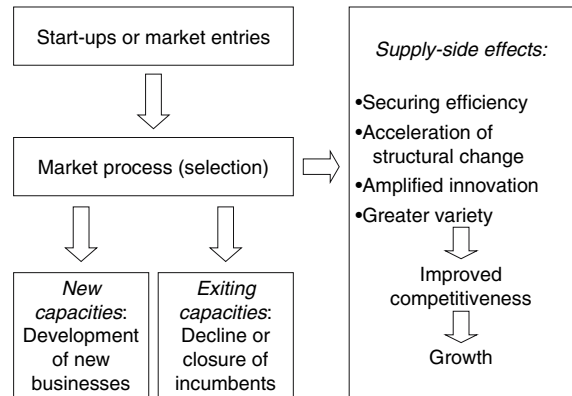 Start-ups or market entries
Market process (selection)
New
capacities:
Development
of new
businesses
Exiting
capacities:
Decline or
closure of
incumbents
Supply-side effects:
•Securing efficiency
•Acceleration of
structural change
•Amplified innovation
•Greater variety
Improved
competitiveness
Growth